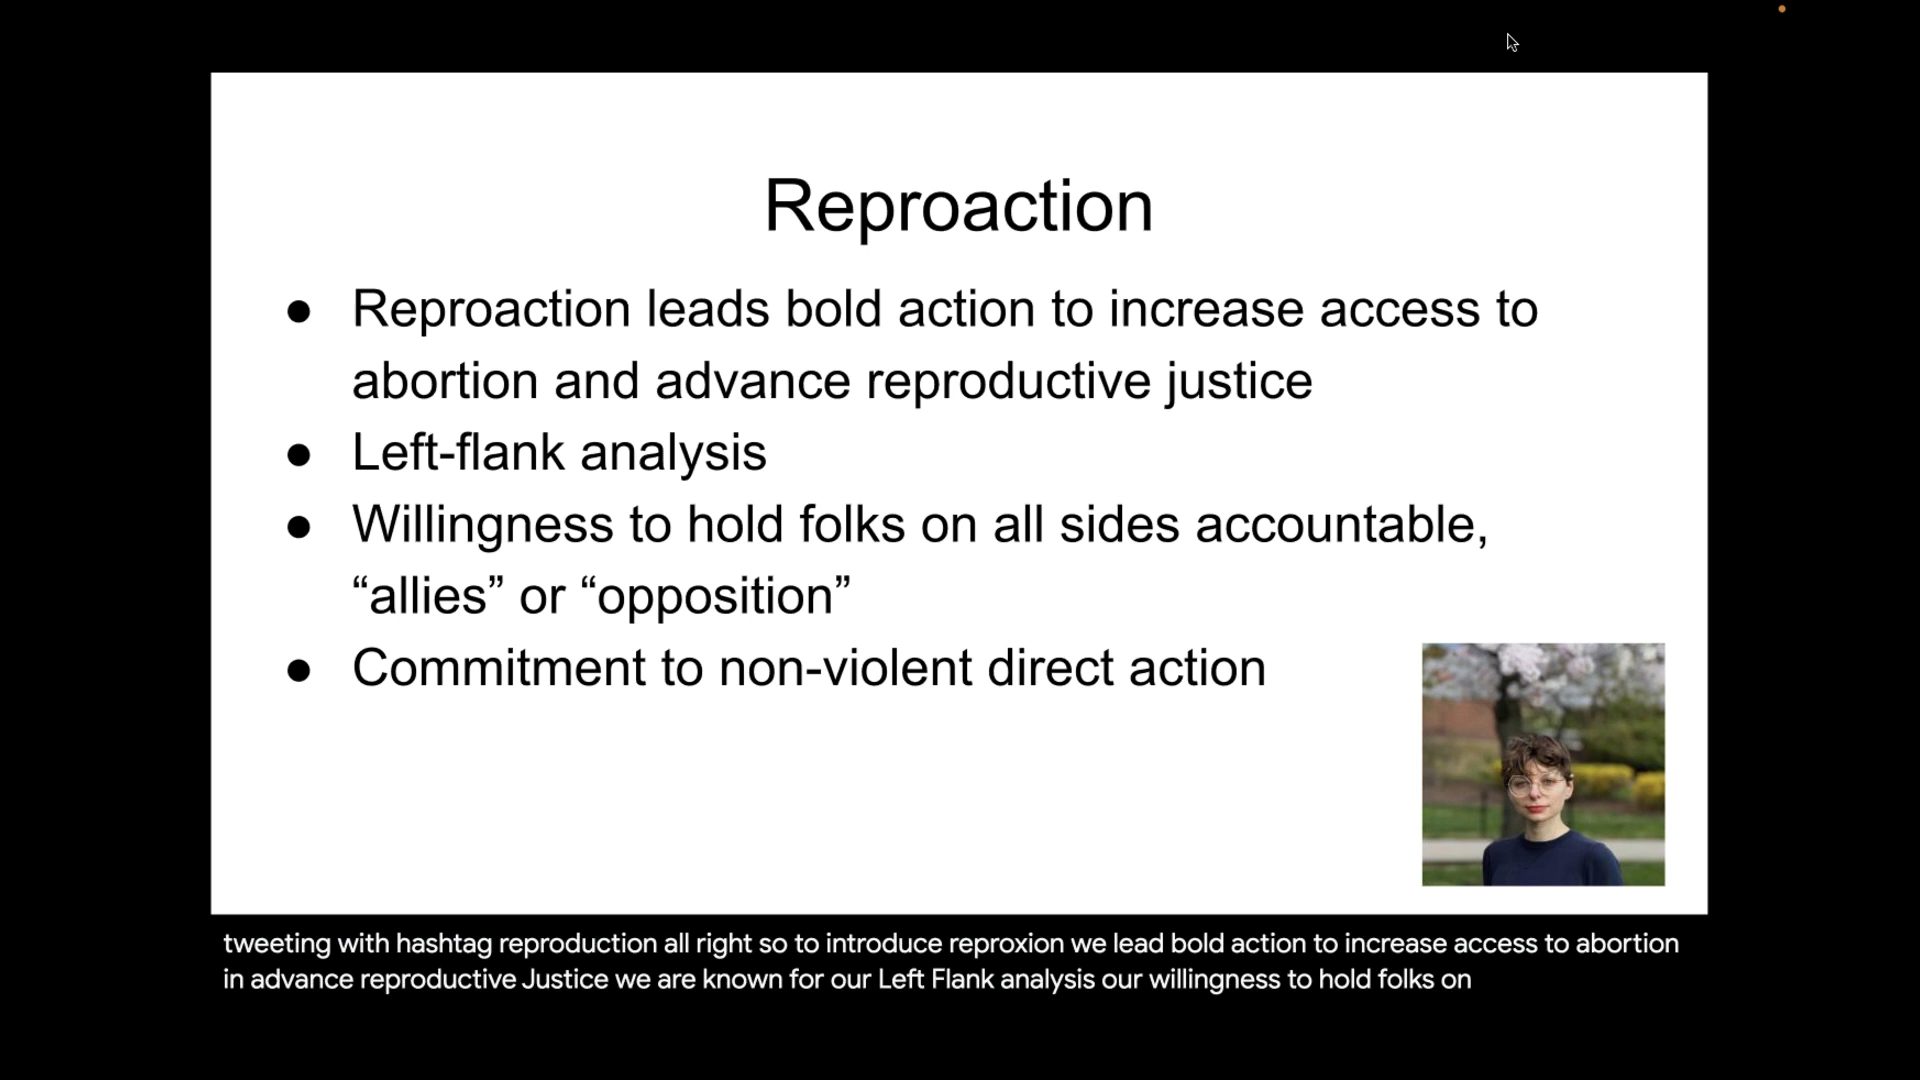 Reproaction
● Reproaction leads bold action to increase access to
abortion and advance reproductive justice
● Left-flank analysis
● Willingness to hold folks on all sides accountable,
“allies” or “opposition”
● Commitment to non-violent direct action
tweeting with hashtag reproduction all right so to introduce reproxion we lead bold action to increase access to abortion
in advance reproductive Justice we are known for our Left Flank analysis our willingness to hold folks on